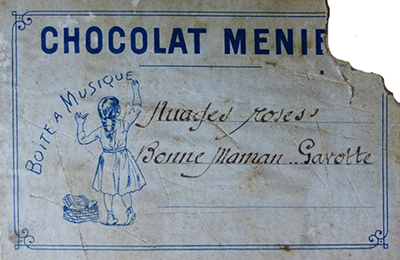 CHOCOLAT MENIE
BOITE A MUSIQUE
Nuages roses
Bonne Maman.. Gavotte